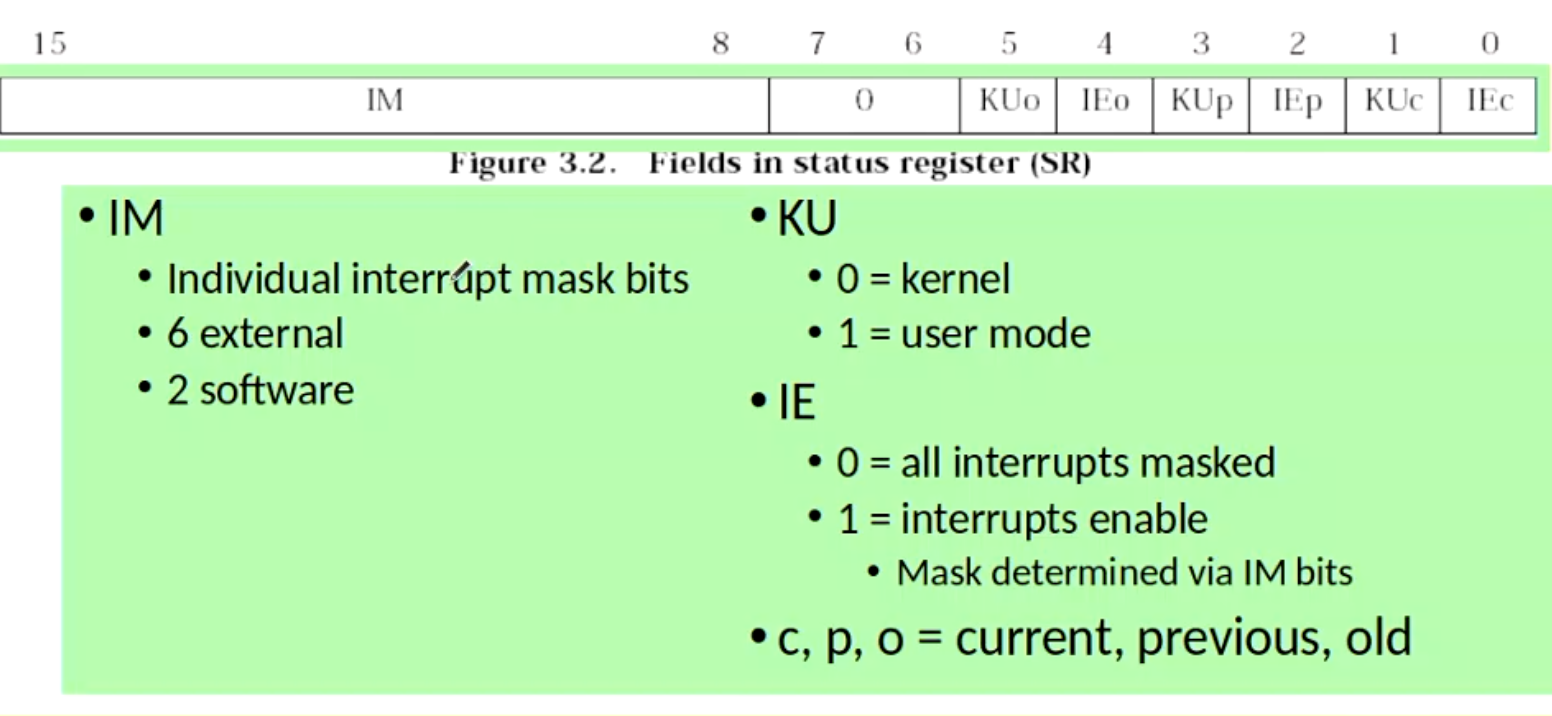 15 8 7 6 5 4 3 2 1 0
IM 0 KUo IEo KUp IEp KUc IEc
Figure 3.2. Fields in status register (SR)
• IM
• Individual interrupt mask bits
• 6 external
• 2 software
• KU
• 0 = kernel
• 1 = user mode
• IE
• 0 = all interrupts masked
• 1 = interrupts enable
• Mask determined via IM bits
• c, p, o = current, previous, old